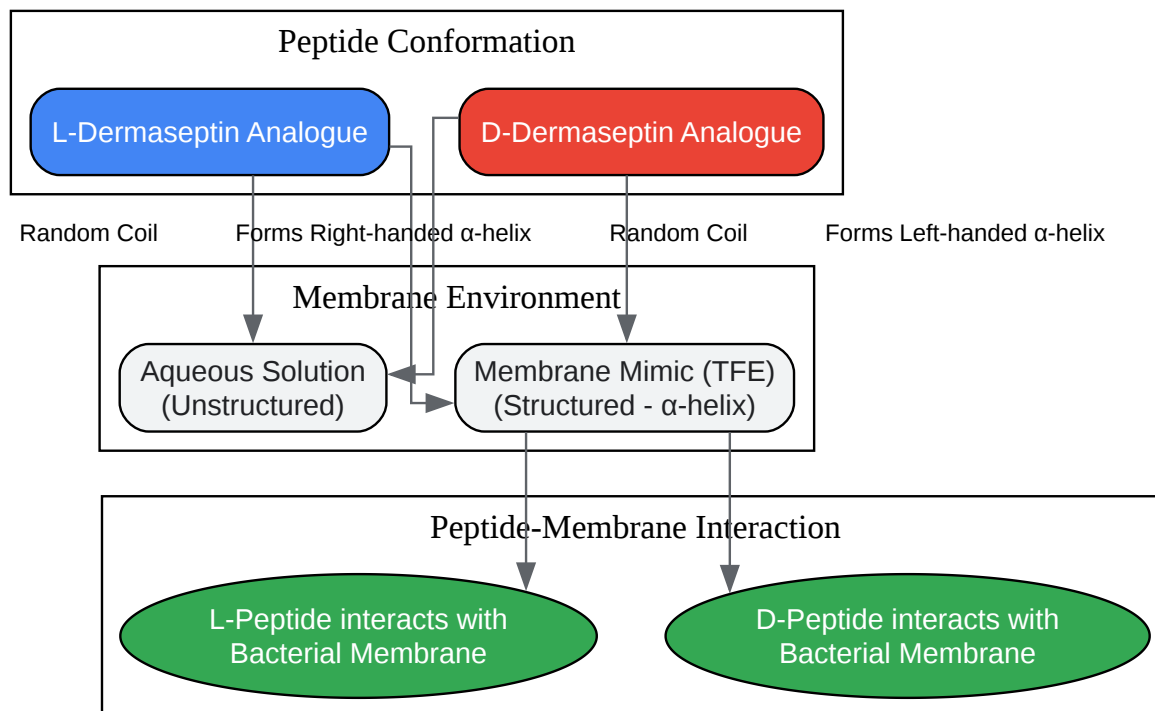 Peptide Conformation
L-Dermaseptin Analogue
D-Dermaseptin Analogue
Random Coil
Forms Right-handed α-helix
Random Coil
Forms Left-handed α-helix
Membrane Environment
Aqueous Solution
(Unstructured)
Membrane Mimic (TFE)
(Structured - α-helix)
Peptide-Membrane Interaction
L-Peptide interacts with
Bacterial Membrane
D-Peptide interacts with
Bacterial Membrane